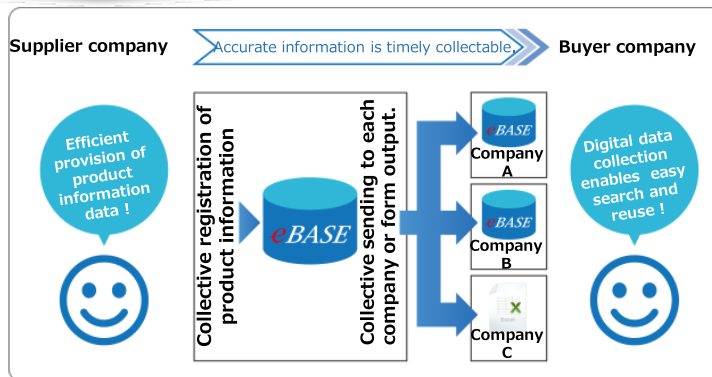 Supplier company
Accurate information is timely collectable.
Buyer company
Efficient
provision of
product
information
data !
Collective registration of
product information
eBASE
Collective sending to each
company or form output.
eBASE
Company
A
eBASE
Company
B
Company
C
Digital data
collection
enables easy
search and
reuse !